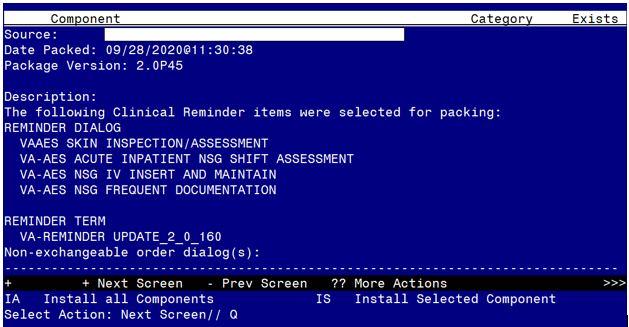 Component Category Exists
Source:
Date Packed: 09/28/2020@11:30:38
Package Version: 2.0P45
Description:
The following Clinical Reminder items were selected for packing:
REMINDER DIALOG
VAAES SKIN INSPECTION/ASSESSMENT
VA-AES ACUTE INPATIENT NSG SHIFT ASSESSMENT
VA-AES NSG IV INSERT AND MAINTAIN
VA-AES NSG FREQUENT DOCUMENTATION
REMINDER TERM
VA-REMINDER UPDATE_2_0_160
Non-exchangeable order dialog(s):
--------------------------------------------------------------------------------
+ + Next Screen - Prev Screen ?? More Actions >>>
IA Install all Components IS Install Selected Component
Select Action: Next Screen// Q